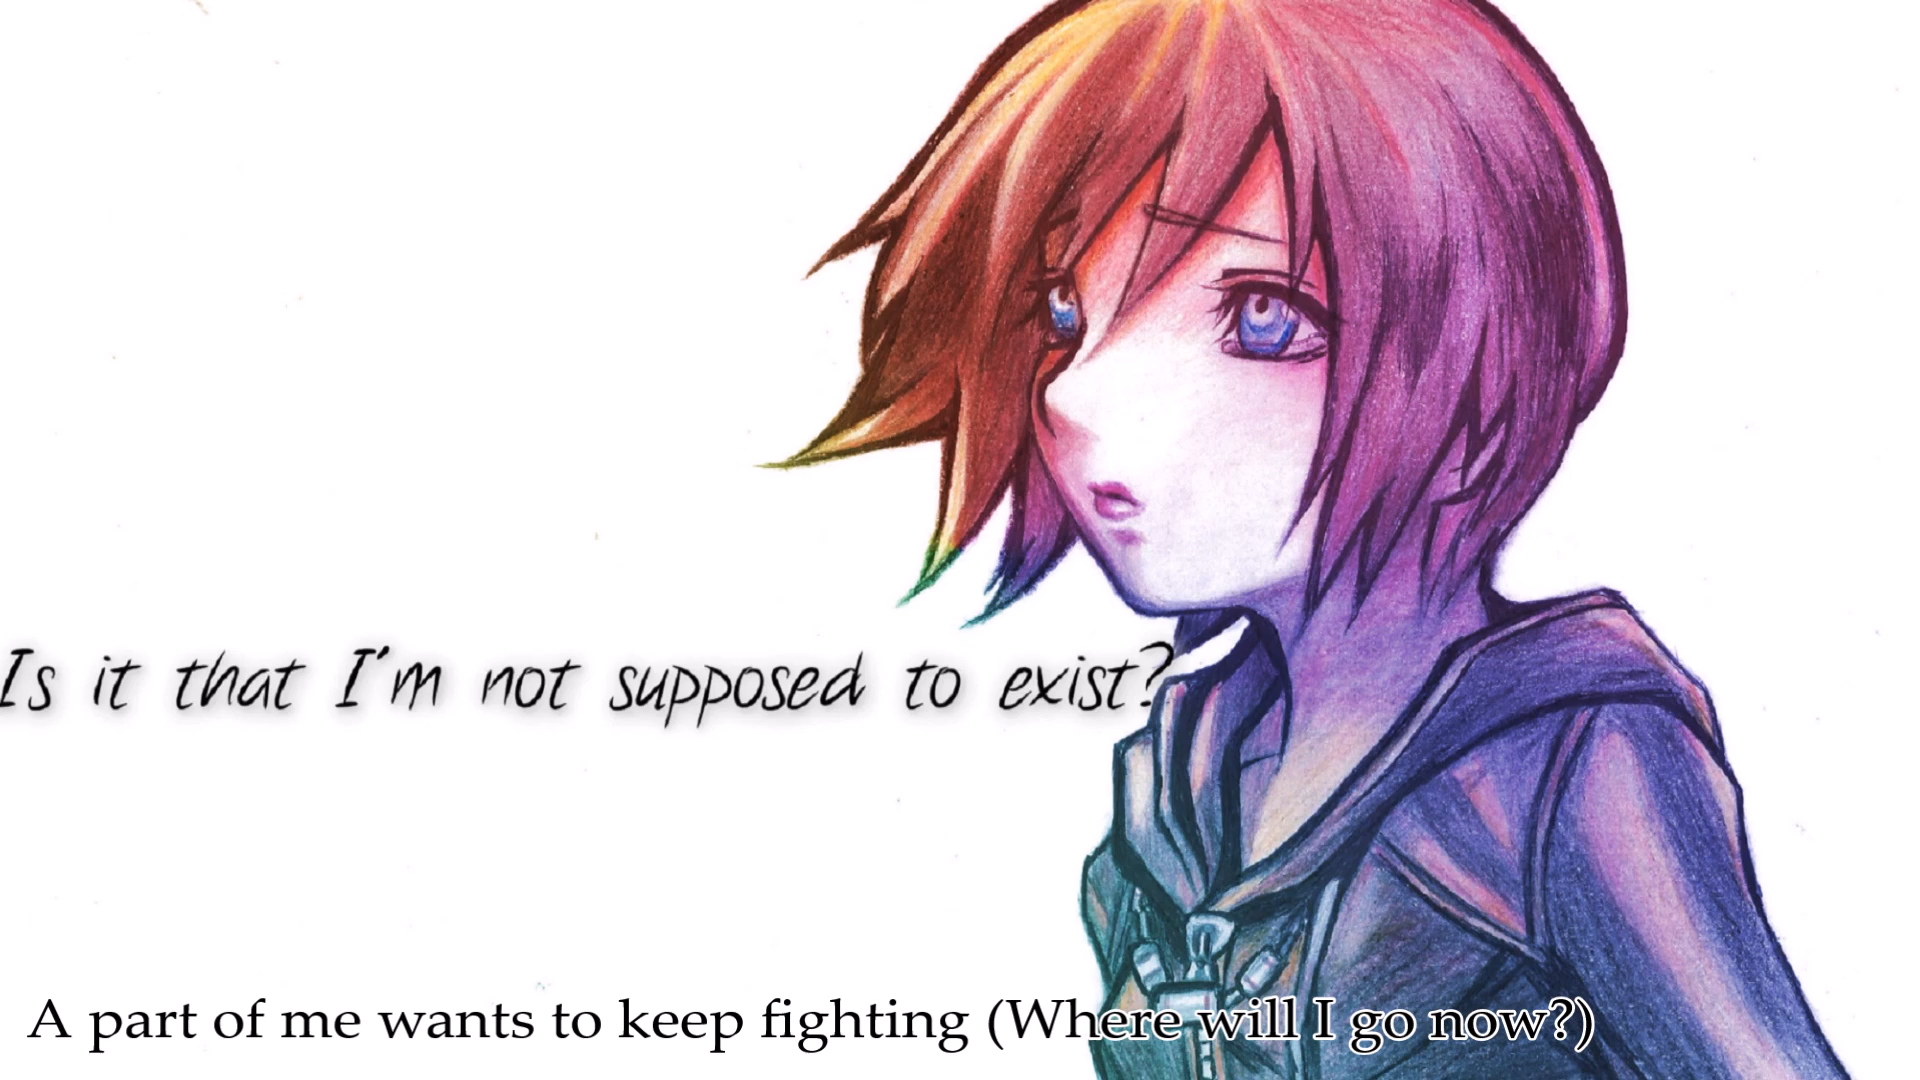 Is it that I'm not supposed to exist?
A part of me wants to keep fighting (Where will I go now?)